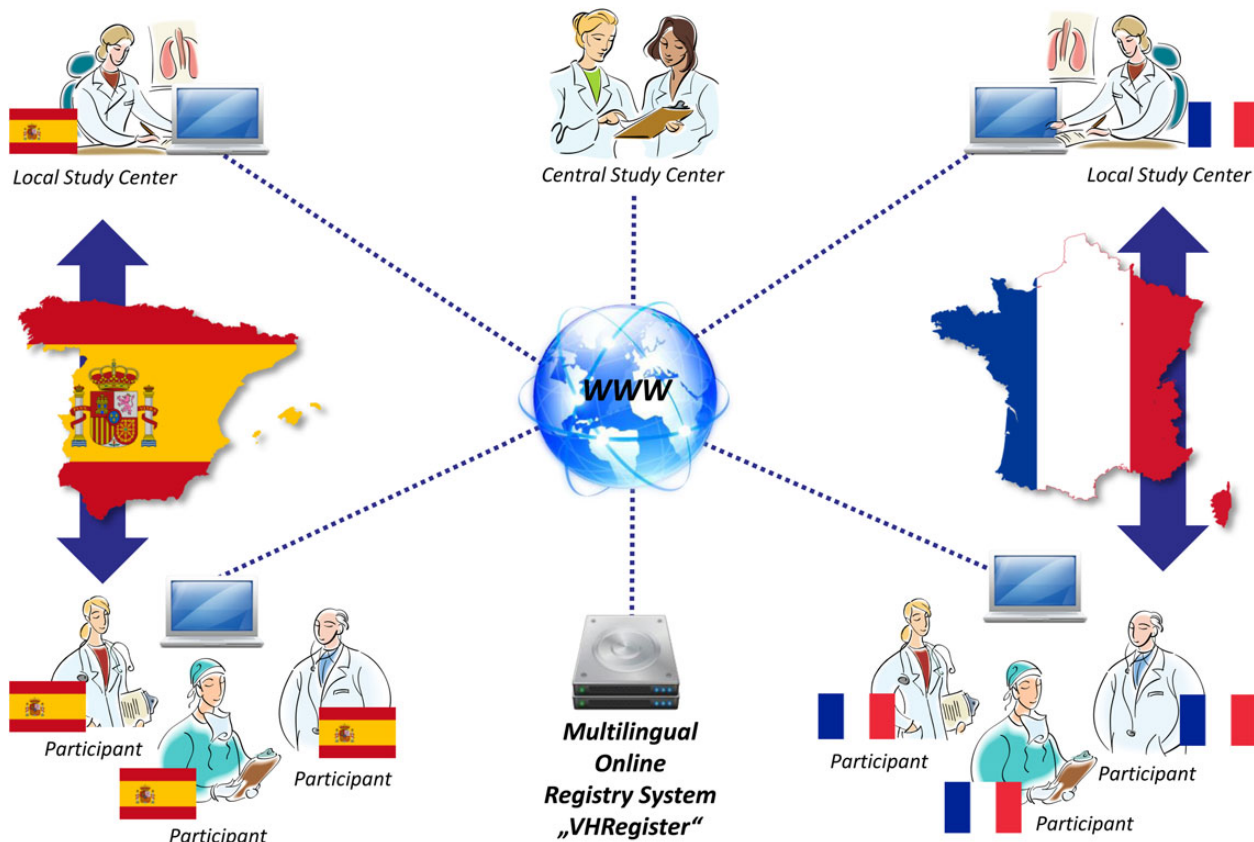 Local Study Center
Central Study Center
Local Study Center
WWW
Participant
Participant
Participant
Multilingual
Online
Registry System
„VHRegister“
Participant
Participant
Participant